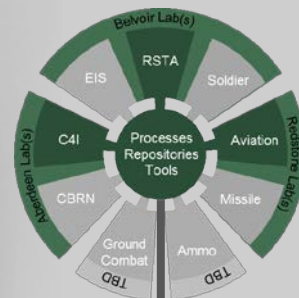 Belvoir Lab(s)
RSTA
EIS
Soldier
Aberdeen Lab(s)
C4I
Processes
Repositories
Tools
Aviation
Redstone Lab(s)
CBRN
Missile
Ground
Combat
Ammo
TBD
TBD